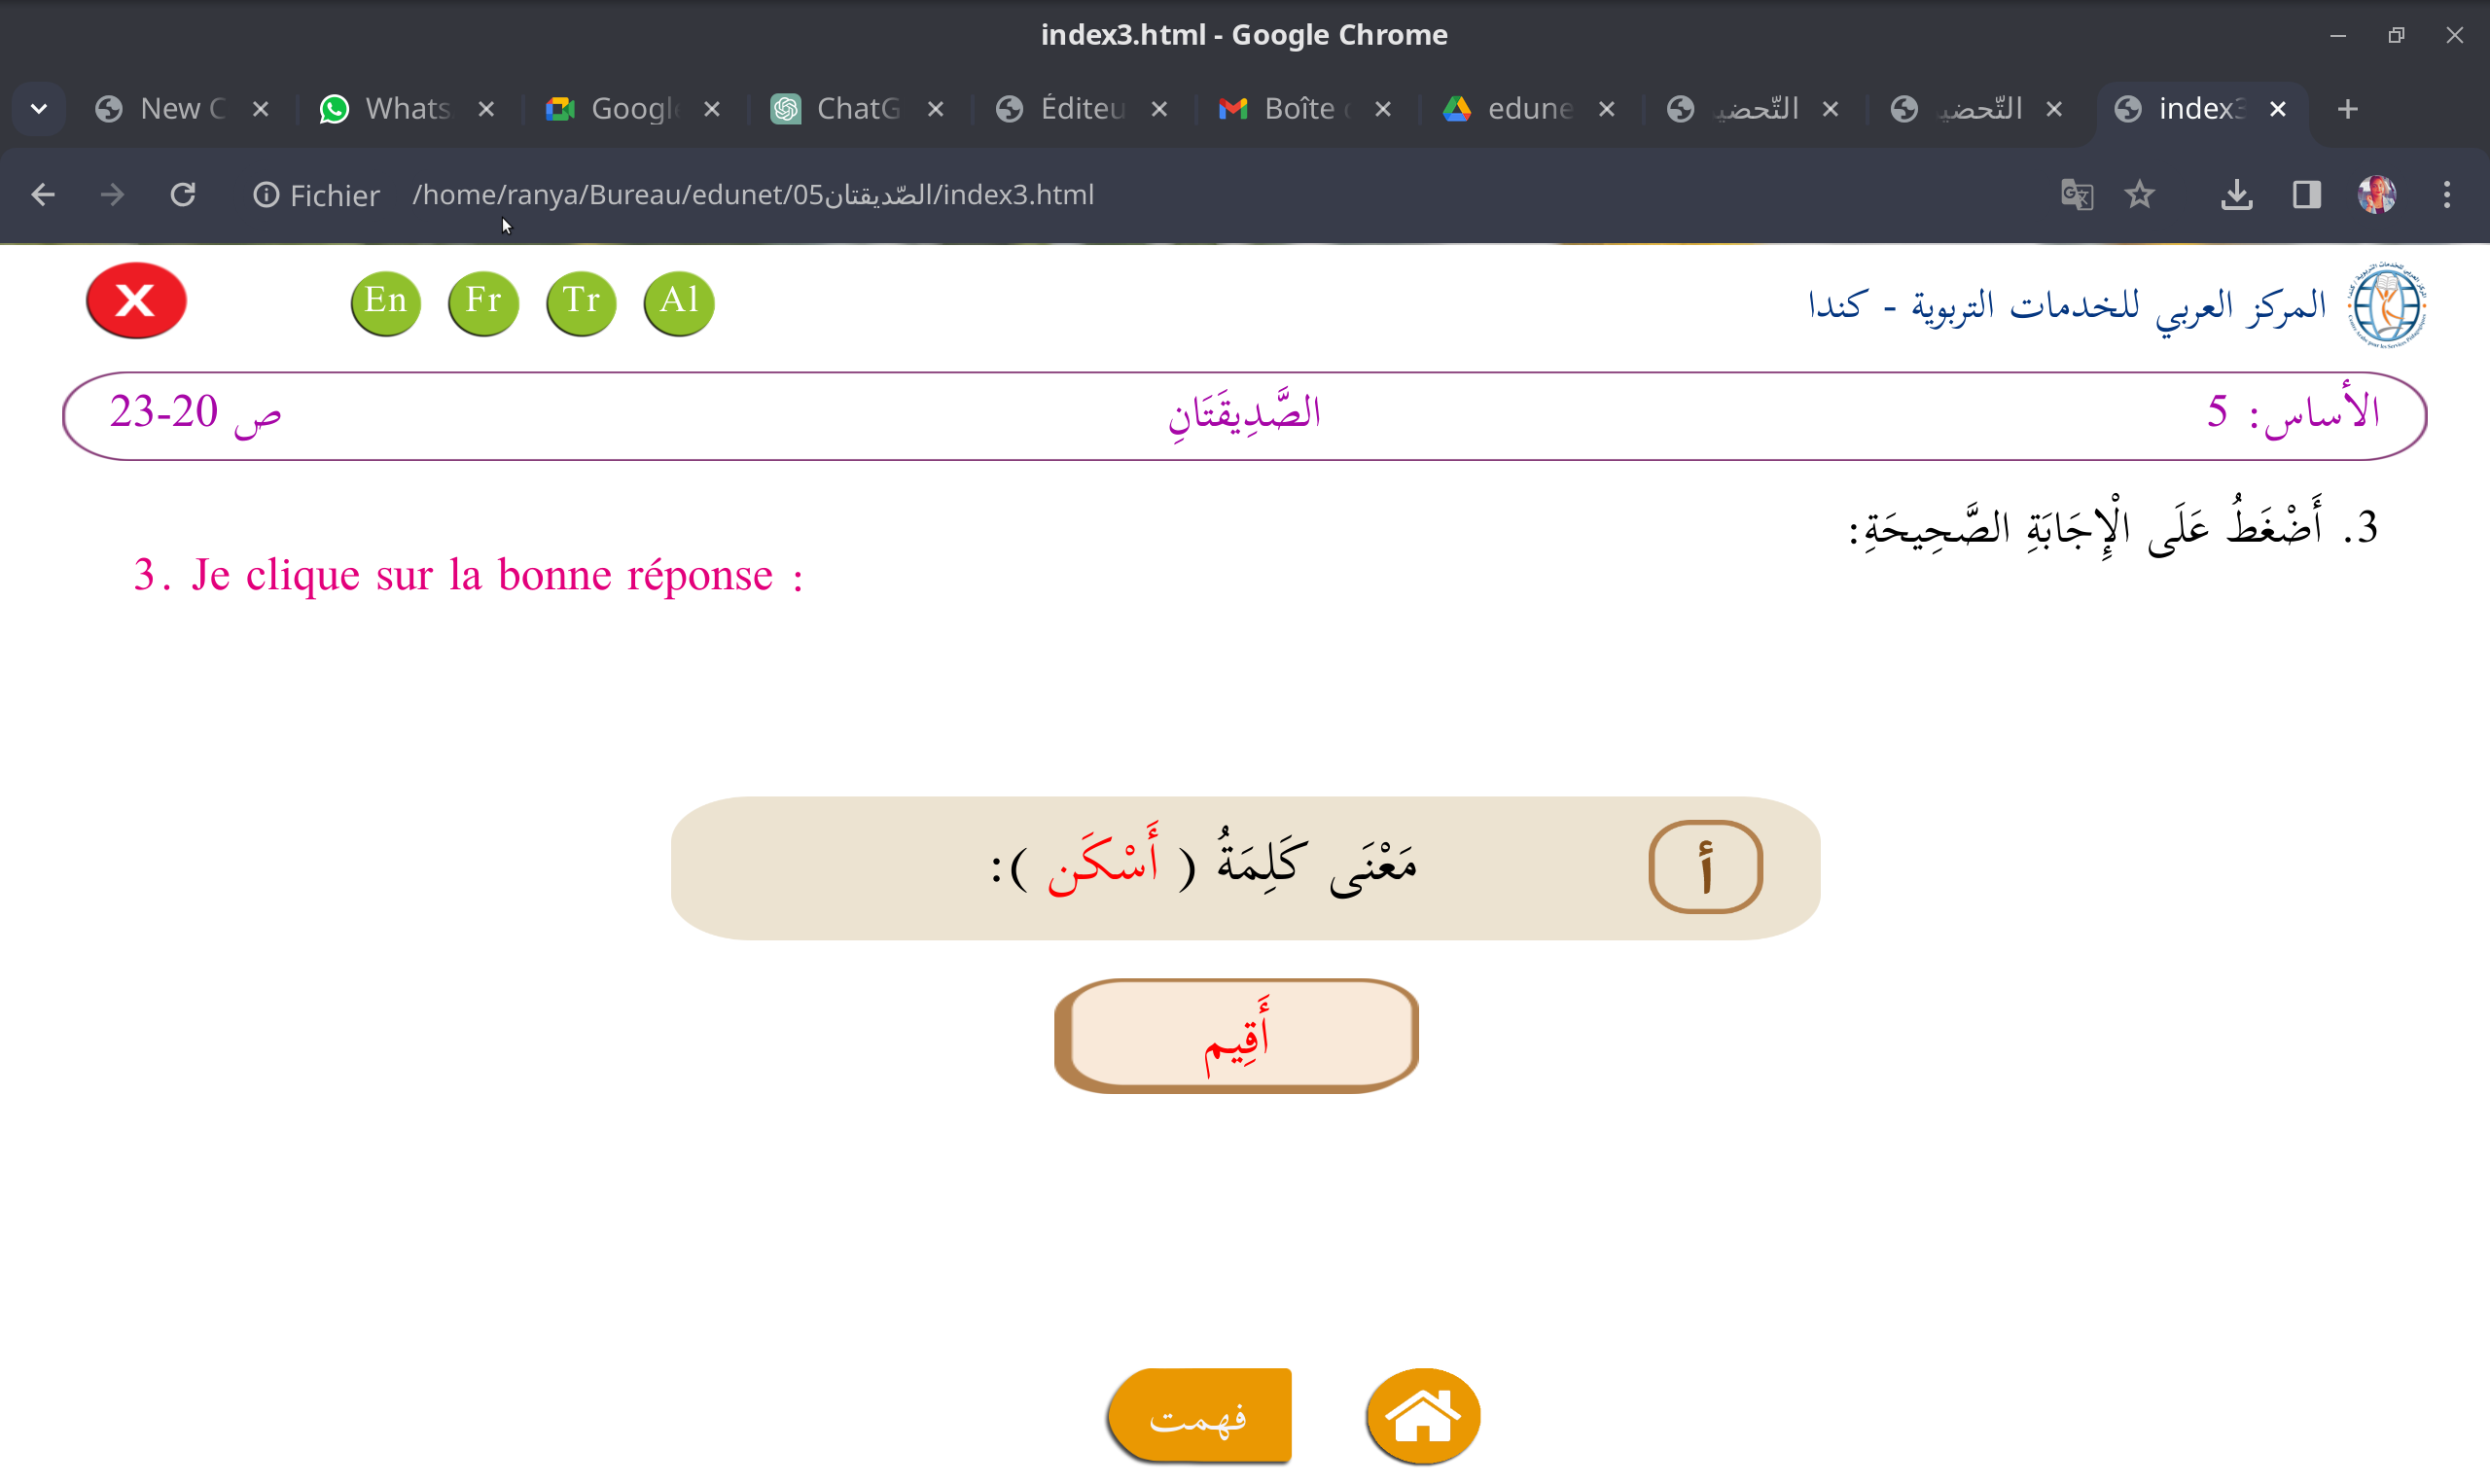 index3.html - Google Chrome
New C
Whats
Googl
ChatG
Éditeu
Boîte
edune
التّحضي
التّحضي
index3
Fichier /home/ranya/Bureau/edunet/05الصّديقتان/index3.html
En Fr Tr Al
المركز العربي للخدمات التربوية - كندا
الأساس: 5
الصَّدِيقَتَانِ
ص 20-23
3. أَضْغَطُ عَلَى الْإِجَابَةِ الصَّحِيحَةِ:
3. Je clique sur la bonne réponse :
أ
مَعْنَى كَلِمَةُ ( أَسْكَن ):
أَقِيم
فهمت